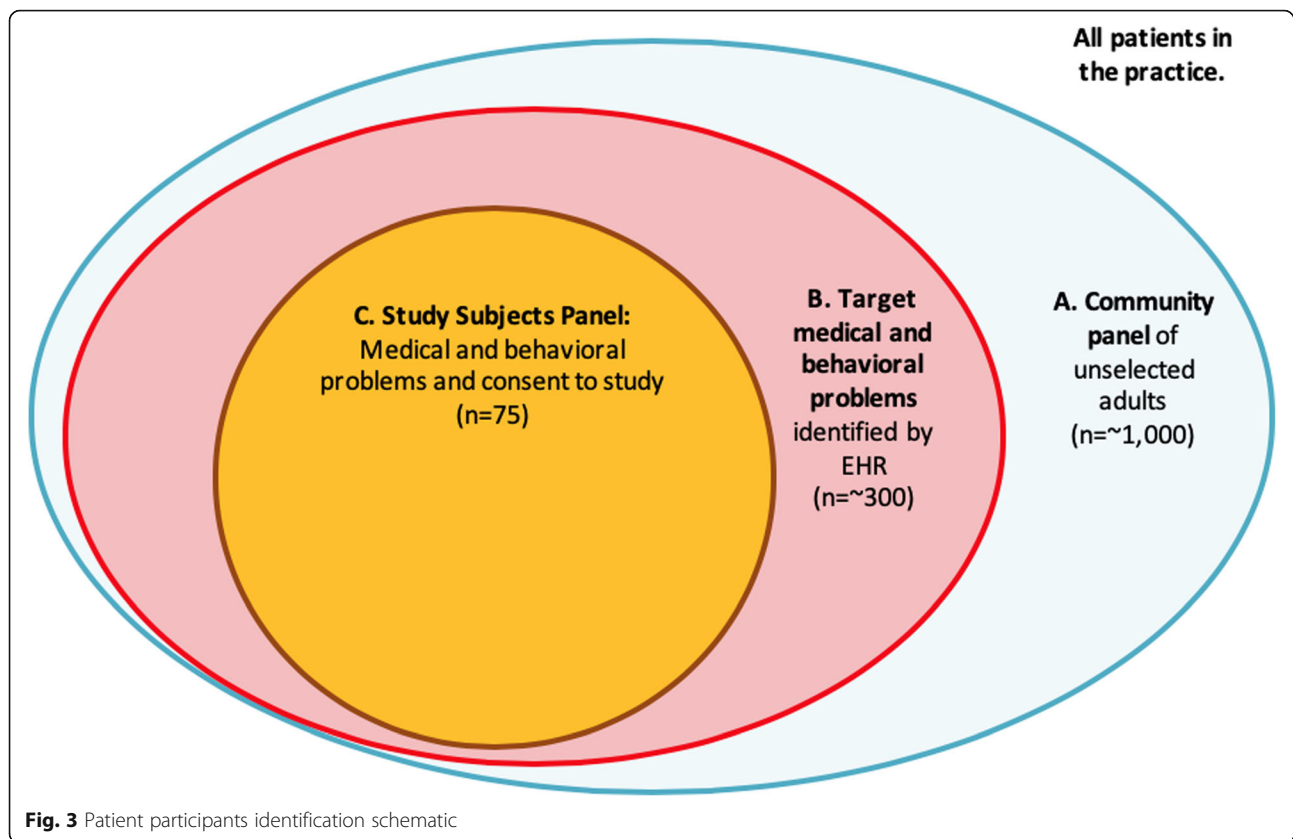 All patients in
the practice.
C. Study Subjects Panel:
Medical and behavioral
problems and consent to study
(n=75)
B. Target
medical and
behavioral
problems
identified by
EHR
(n=~300)
A. Community
panel of
unselected
adults
(n=~1,000)
Fig. 3 Patient participants identification schematic